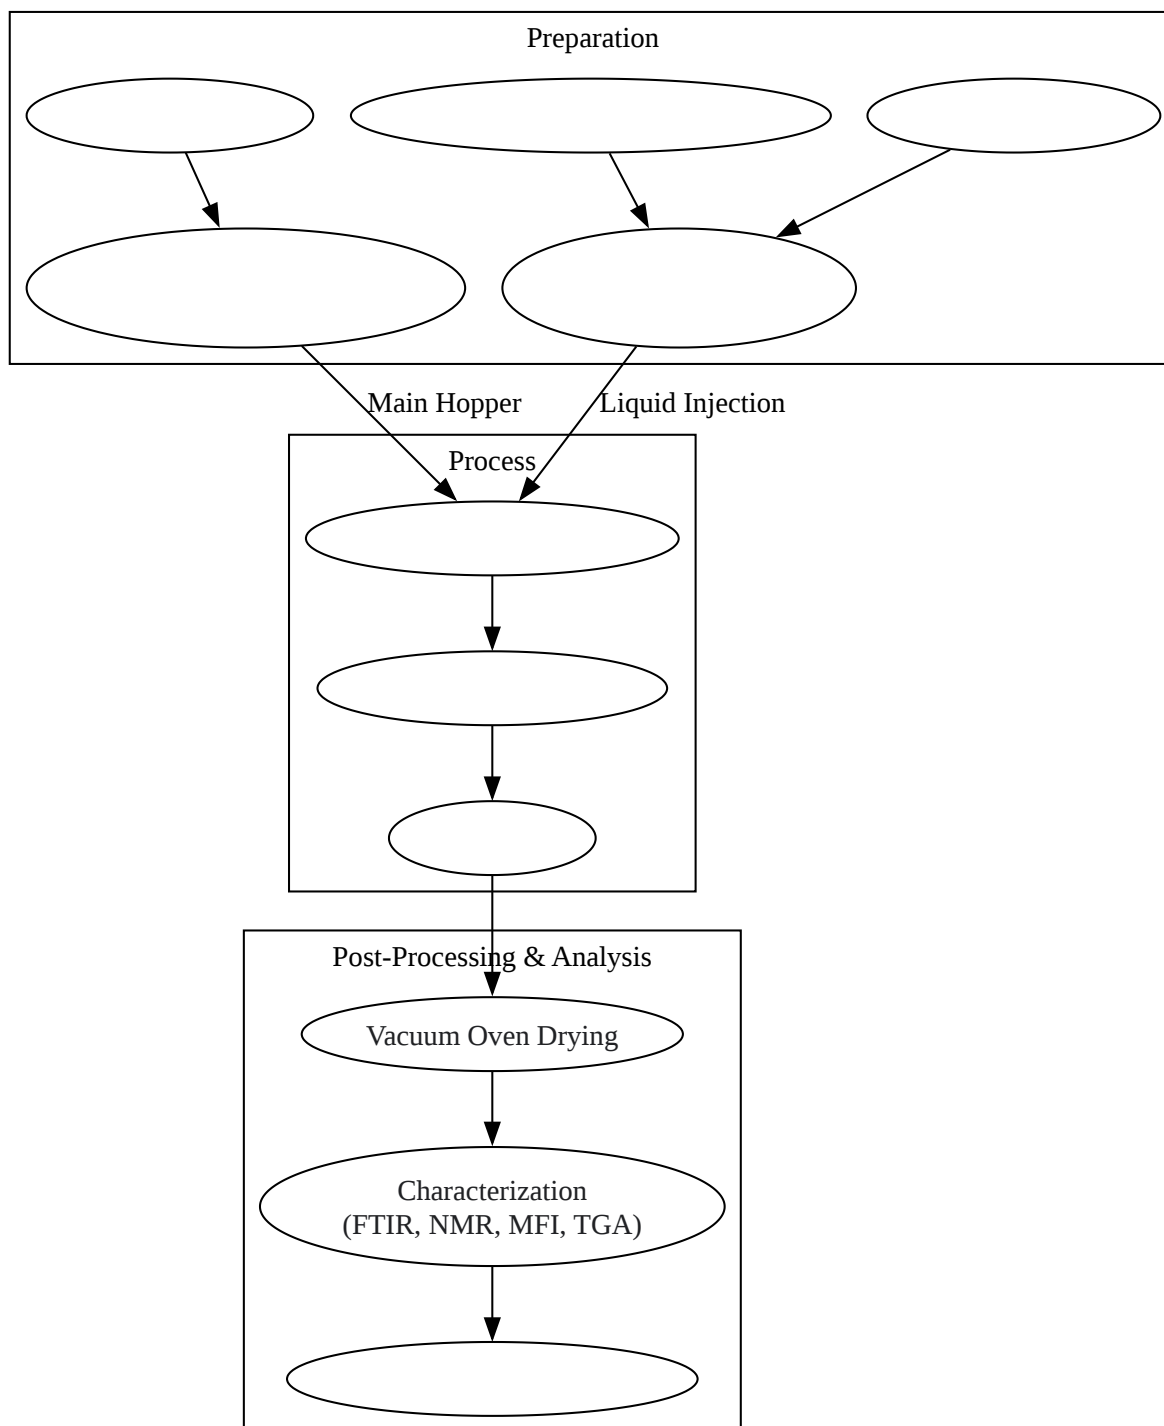 Preparation
Main Hopper
Liquid Injection
Process
Post-Processing & Analysis
Vacuum Oven Drying
Characterization
(FTIR, NMR, MFI, TGA)